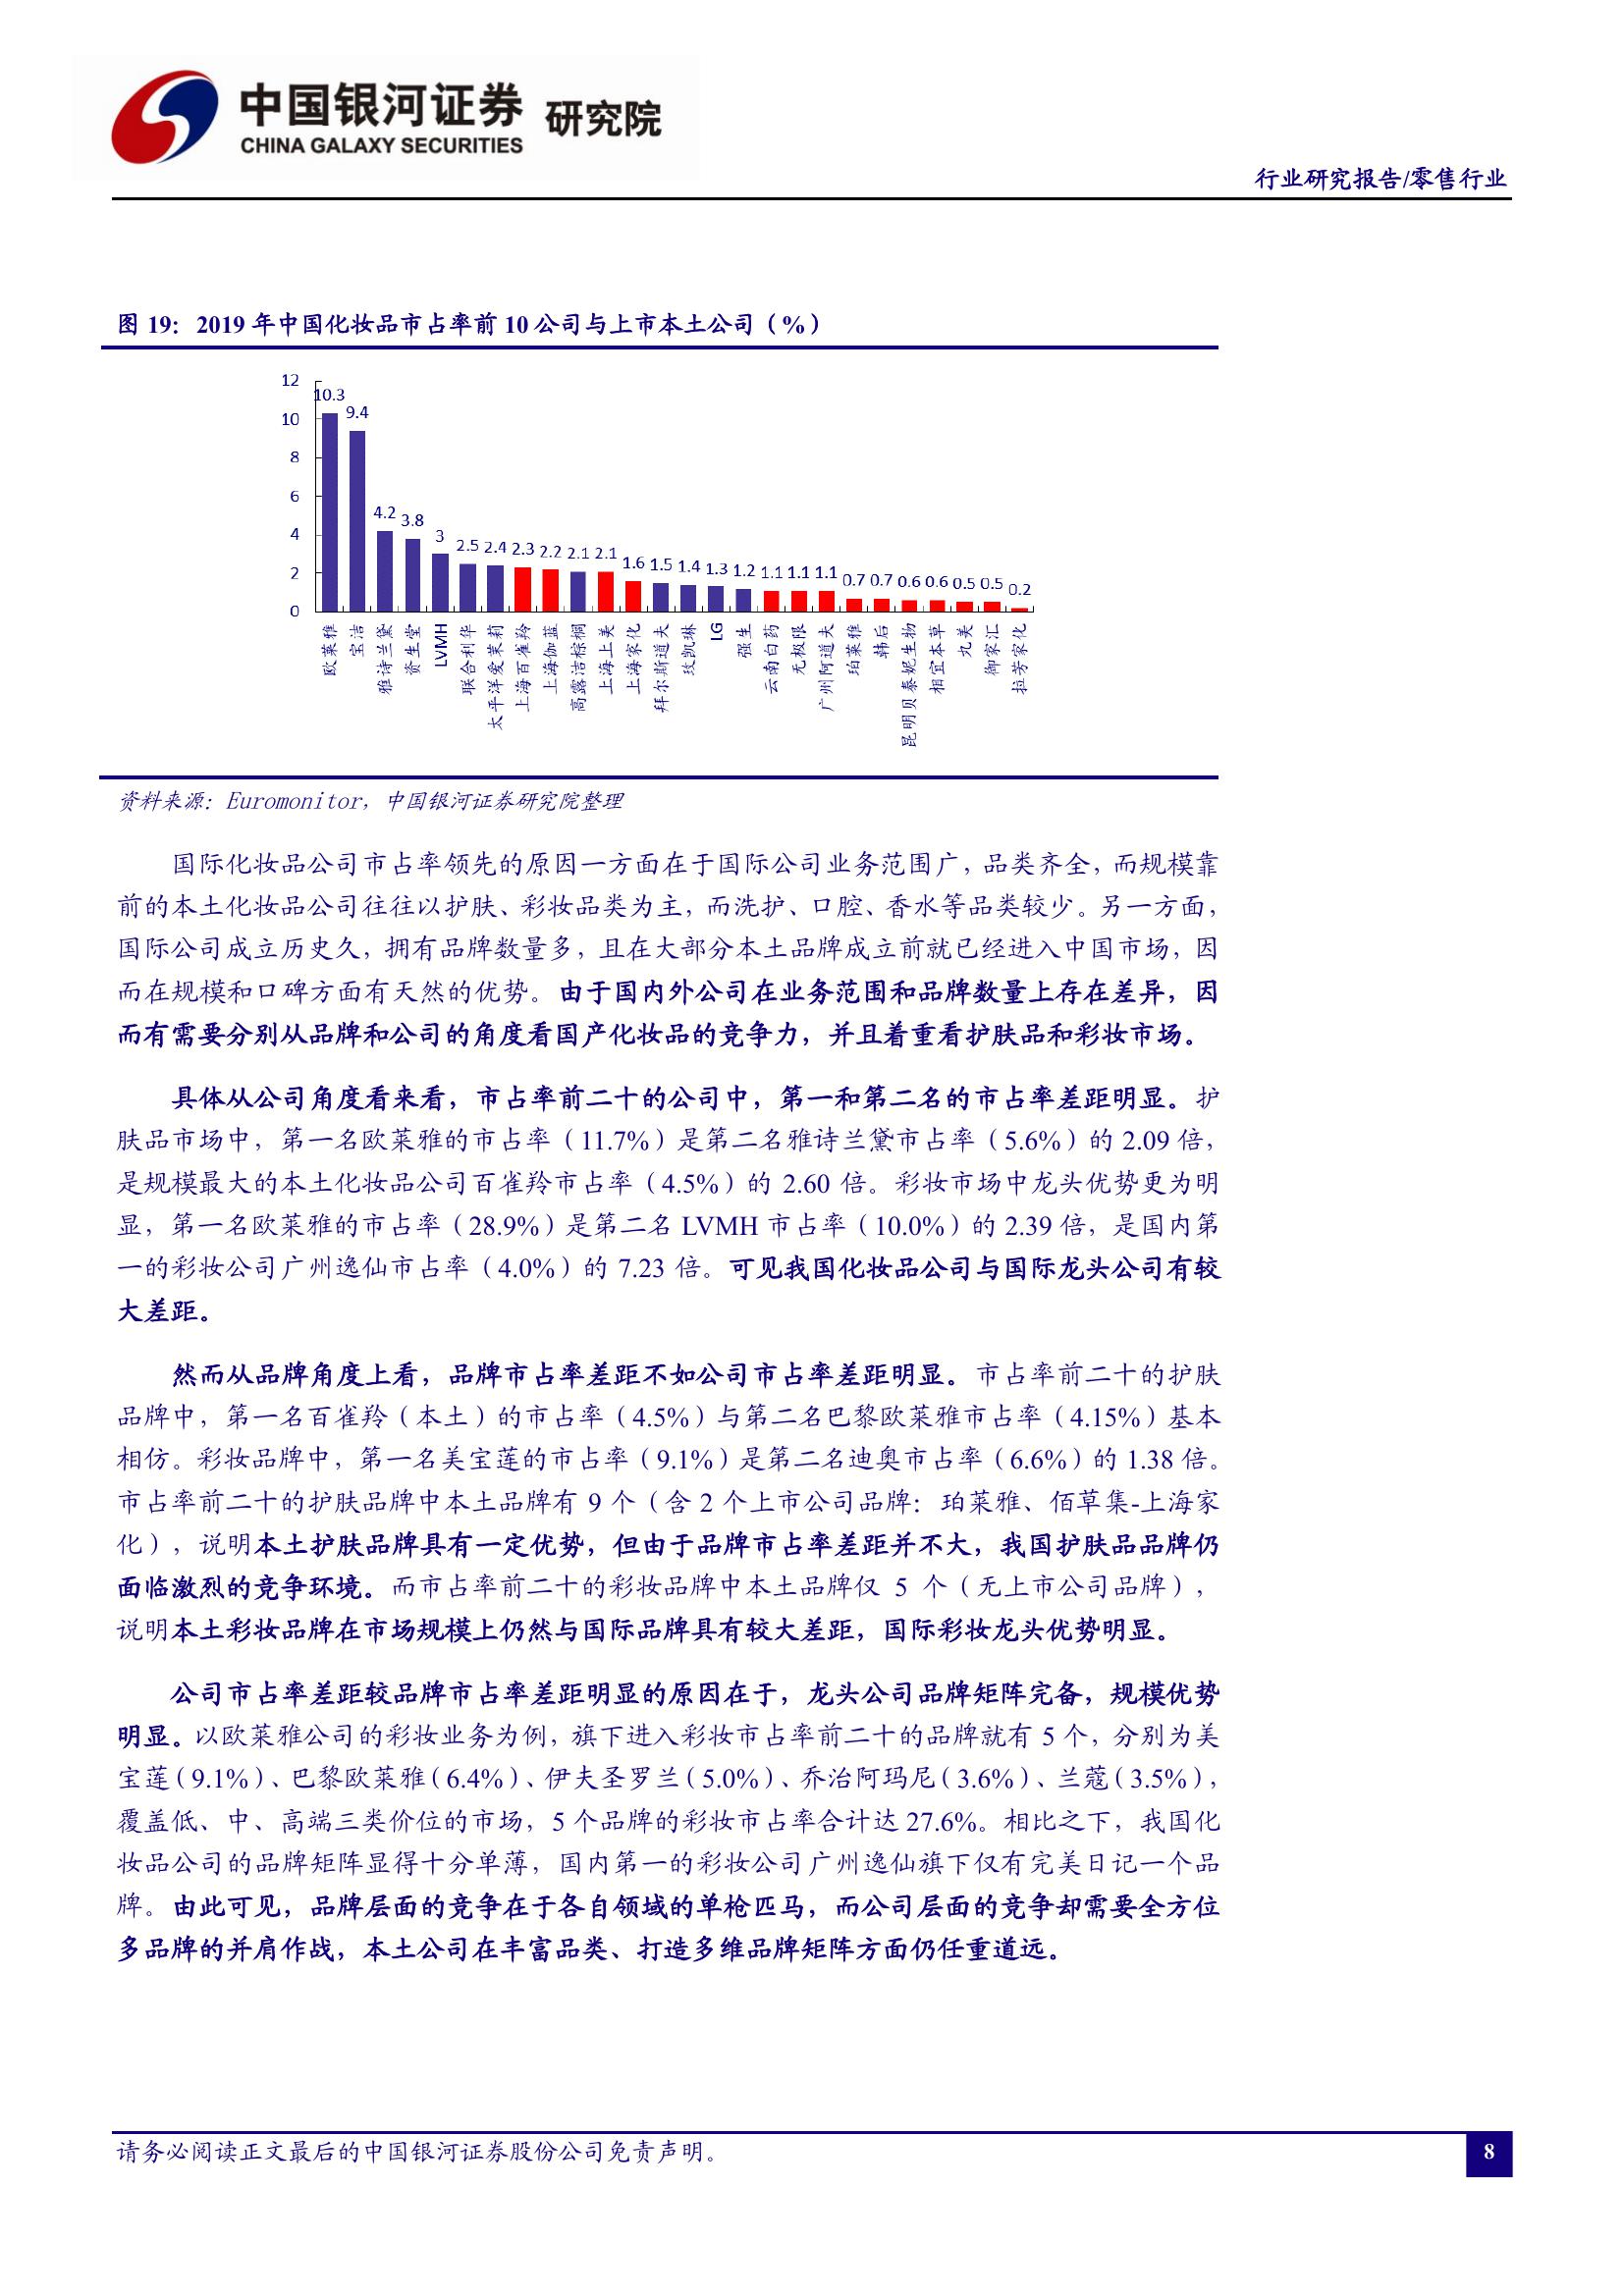 中国银河证券 研究院
CHINA GALAXY SECURITIES
行业研究报告/零售行业
图 19：2019 年中国化妆品市占率前 10 公司与上市本土公司（%）
12
10
8
6
4
2
0
10.3 9.4 4.2 3.8 3 2.5 2.4 2.3 2.2 2.1 2.1 1.6 1.5 1.4 1.3 1.2 1.1 1.1 1.1 0.7 0.7 0.6 0.6 0.5 0.5 0.2
欧莱雅
宝洁
雅诗兰黛
资生堂
LVMH
联合利华
太平洋爱茉莉
上海百雀羚
上海伽蓝
高露洁棕榈
上海上美
上海家化
拜尔斯道夫
玫凯琳
LG
强生
云南白药
无极限
广州阿道夫
珀莱雅
韩后
昆明贝泰妮生物
相宜本草
九美
御家汇
拉芳家化
资料来源：Euromonitor，中国银河证券研究院整理
国际化妆品公司市占率领先的原因一方面在于国际公司业务范围广，品类齐全，而规模靠
前的本土化妆品公司往往以护肤、彩妆品类为主，而洗护、口腔、香水等品类较少。另一方面，
国际公司成立历史久，拥有品牌数量多，且在大部分本土品牌成立前就已经进入中国市场，因
而在规模和口碑方面有天然的优势。由于国内外公司在业务范围和品牌数量上存在差异，因
而有需要分别从品牌和公司的角度看国产化妆品的竞争力，并且着重看护肤品和彩妆市场。
具体从公司角度看来看，市占率前二十的公司中，第一和第二名的市占率差距明显。护
肤品市场中，第一名欧莱雅的市占率（11.7%）是第二名雅诗兰黛市占率（5.6%）的 2.09 倍，
是规模最大的本土化妆品公司百雀羚市占率（4.5%）的 2.60 倍。彩妆市场中龙头优势更为明
显，第一名欧莱雅的市占率（28.9%）是第二名 LVMH 市占率（10.0%）的 2.39 倍，是国内第
一的彩妆公司广州逸仙市占率（4.0%）的 7.23 倍。可见我国化妆品公司与国际龙头公司有较
大差距。
然而从品牌角度上看，品牌市占率差距不如公司市占率差距明显。市占率前二十的护肤
品牌中，第一名百雀羚（本土）的市占率（4.5%）与第二名巴黎欧莱雅市占率（4.15%）基本
相仿。彩妆品牌中，第一名美宝莲的市占率（9.1%）是第二名迪奥市占率（6.6%）的 1.38 倍。
市占率前二十的护肤品牌中本土品牌有 9 个（含 2 个上市公司品牌：珀莱雅、佰草集-上海家
化），说明本土护肤品牌具有一定优势，但由于品牌市占率差距并不大，我国护肤品品牌仍
面临激烈的竞争环境。而市占率前二十的彩妆品牌中本土品牌仅 5 个（无上市公司品牌），
说明本土彩妆品牌在市场规模上仍然与国际品牌具有较大差距，国际彩妆龙头优势明显。
公司市占率差距较品牌市占率差距明显的原因在于，龙头公司品牌矩阵完备，规模优势
明显。以欧莱雅公司的彩妆业务为例，旗下进入彩妆市占率前二十的品牌就有 5 个，分别为美
宝莲（9.1%）、巴黎欧莱雅（6.4%）、伊夫圣罗兰（5.0%）、乔治阿玛尼（3.6%）、兰蔻（3.5%），
覆盖低、中、高端三类价位的市场，5 个品牌的彩妆市占率合计达 27.6%。相比之下，我国化
妆品公司的品牌矩阵显得十分单薄，国内第一的彩妆公司广州逸仙旗下仅有完美日记一个品
牌。由此可见，品牌层面的竞争在于各自领域的单枪匹马，而公司层面的竞争却需要全方位
多品牌的并肩作战，本土公司在丰富品类、打造多维品牌矩阵方面仍任重道远。
请务必阅读正文最后的中国银河证券股份公司免责声明。
8